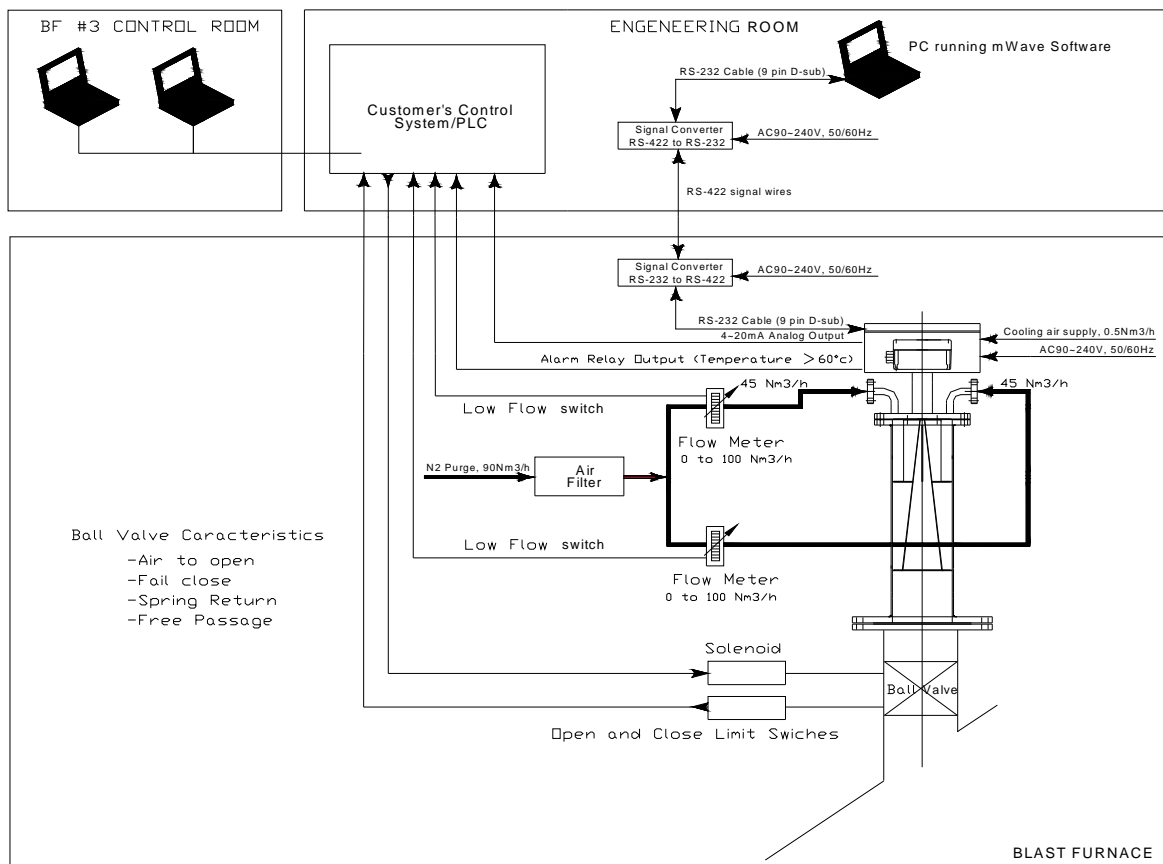 BF #3 CONTROL ROOM
ENGENEERING ROOM
PC running mWave Software
RS-232 Cable (9 pin D-sub)
Customer's Control
System/PLC
Signal Converter
RS-422 to RS-232
AC90~240V, 50/60Hz
RS-422 signal wires
Signal Converter
RS-232 to RS-422
AC90~240V, 50/60Hz
RS-232 Cable (9 pin D-sub)
4~20mA Analog Output
Cooling air supply, 0.5Nm3/h
AC90~240V, 50/60Hz
Alarm Relay Output (Temperature >60°c)
45 Nm3/h
45 Nm3/h
Low Flow switch
Flow Meter
0 to 100 Nm3/h
N2 Purge, 90Nm3/h
Air
Filter
Ball Valve Caracteristics
-Air to open
-Fail close
-Spring Return
-Free Passage
Low Flow switch
Flow Meter
0 to 100 Nm3/h
Solenoid
Ball Valve
Open and Close Limit Swiches
BLAST FURNACE